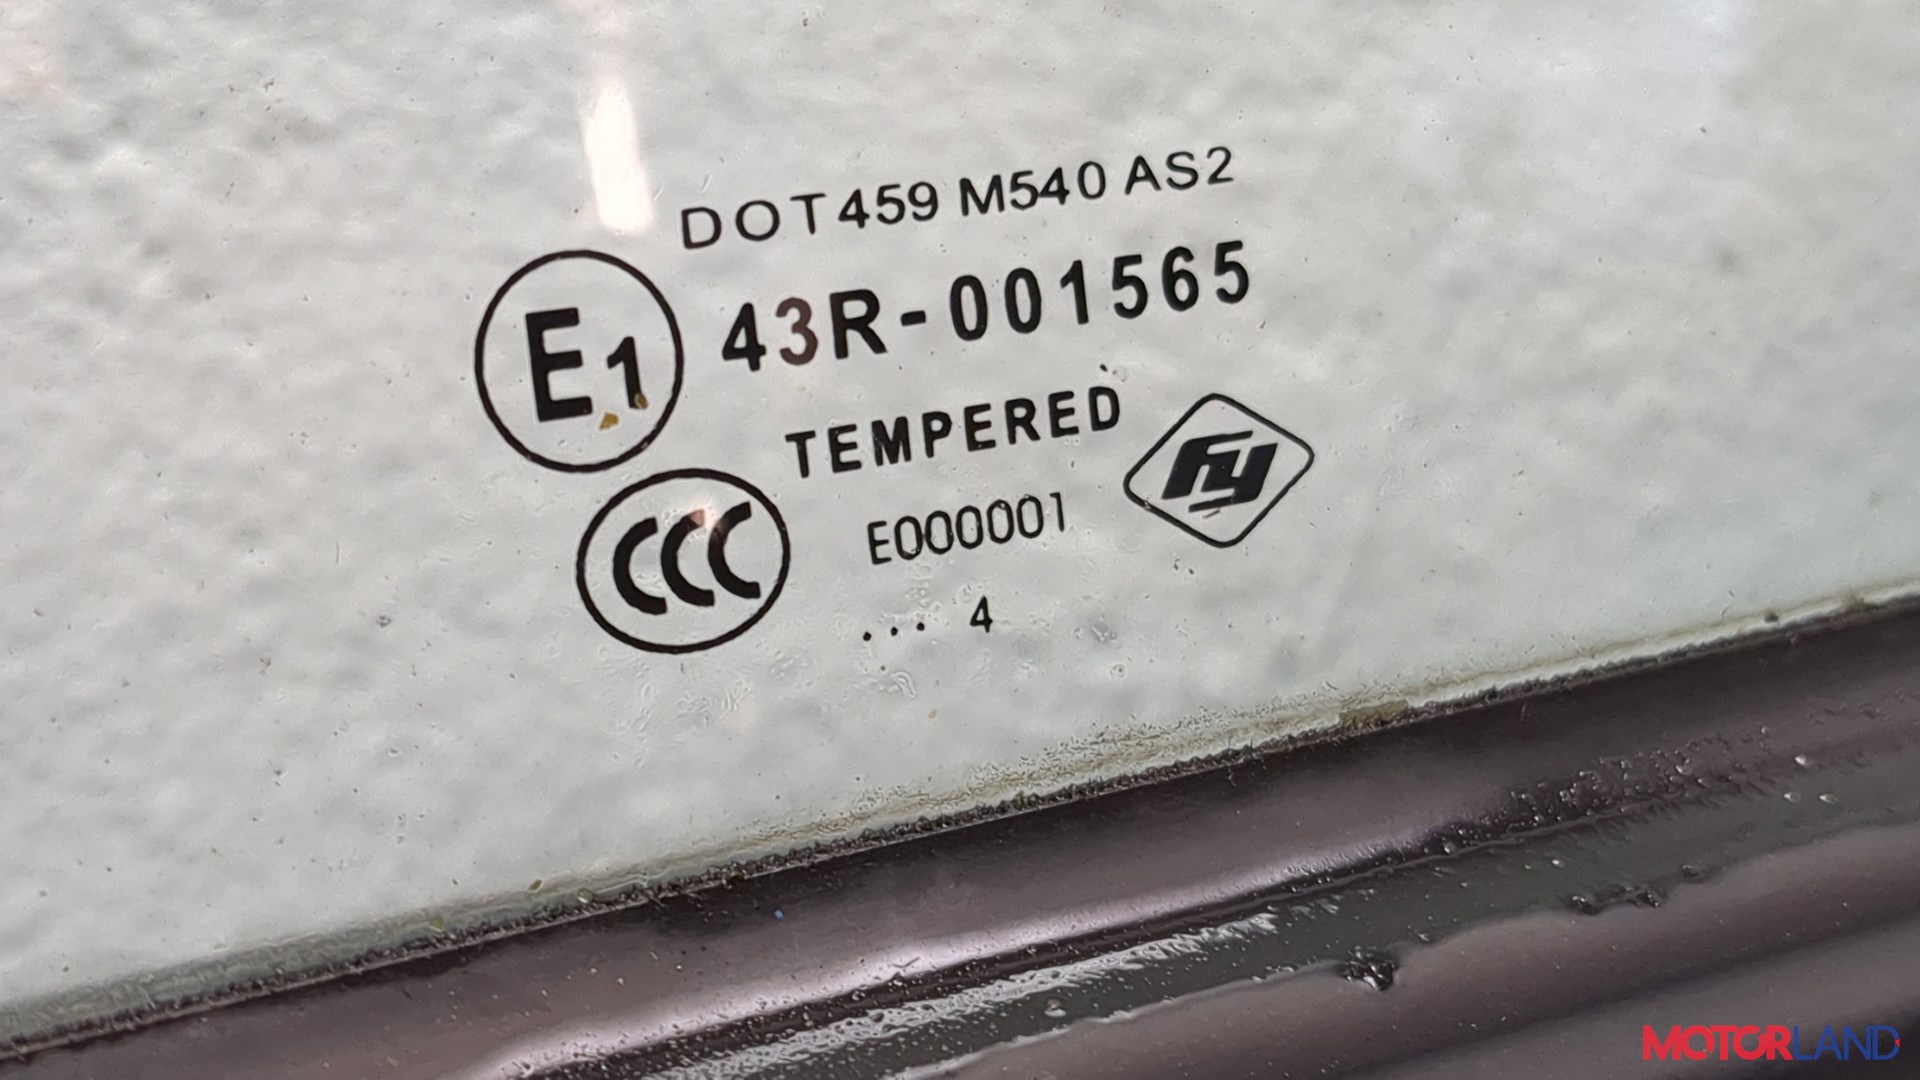 DOT459 M540 AS2
E1 43R-001565
TEMPERED
fy
CCC E000001
... 4
MOTORLAND